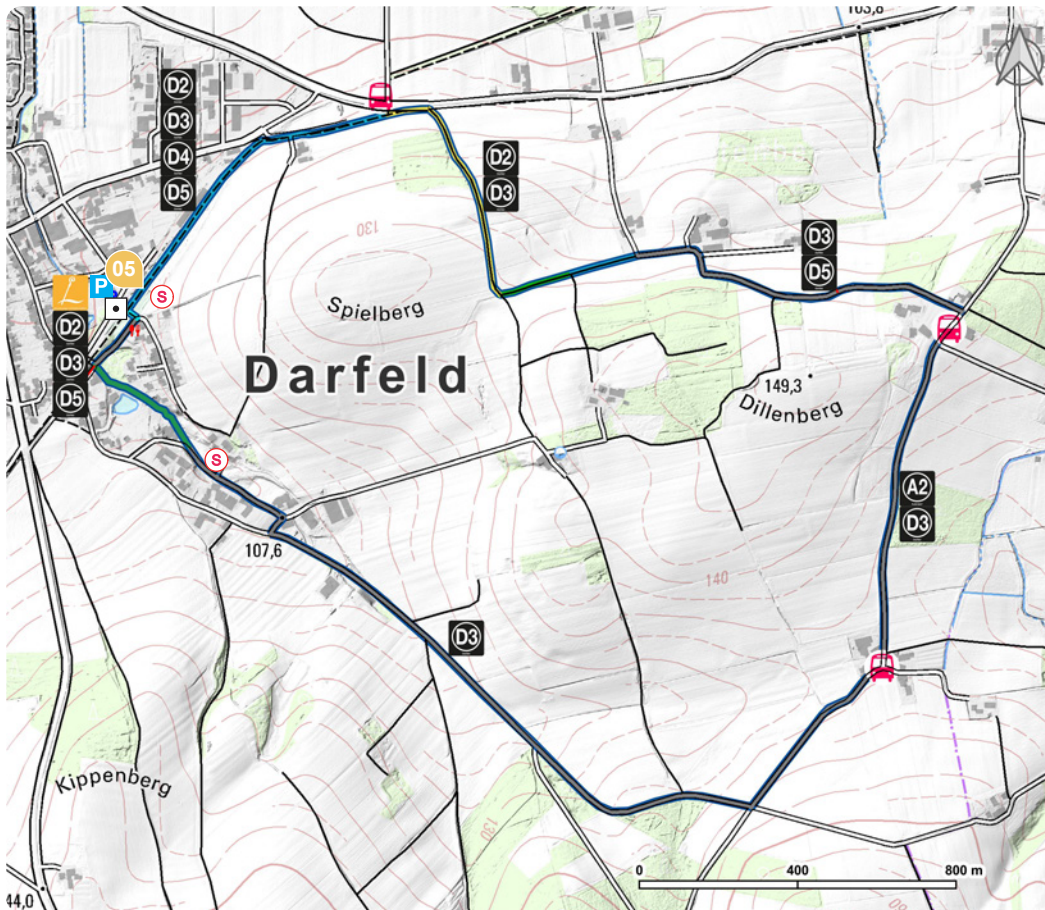 103,8
D2
D3
D4
D5
D2
D3
130
D3
D5
05
P
L
S
D2
D3
D5
Spielberg
Darfeld
149,3
Dillenberg
S
A2
D3
107,6
140
D3
Kippenberg
130
0 400 800 m
44,0